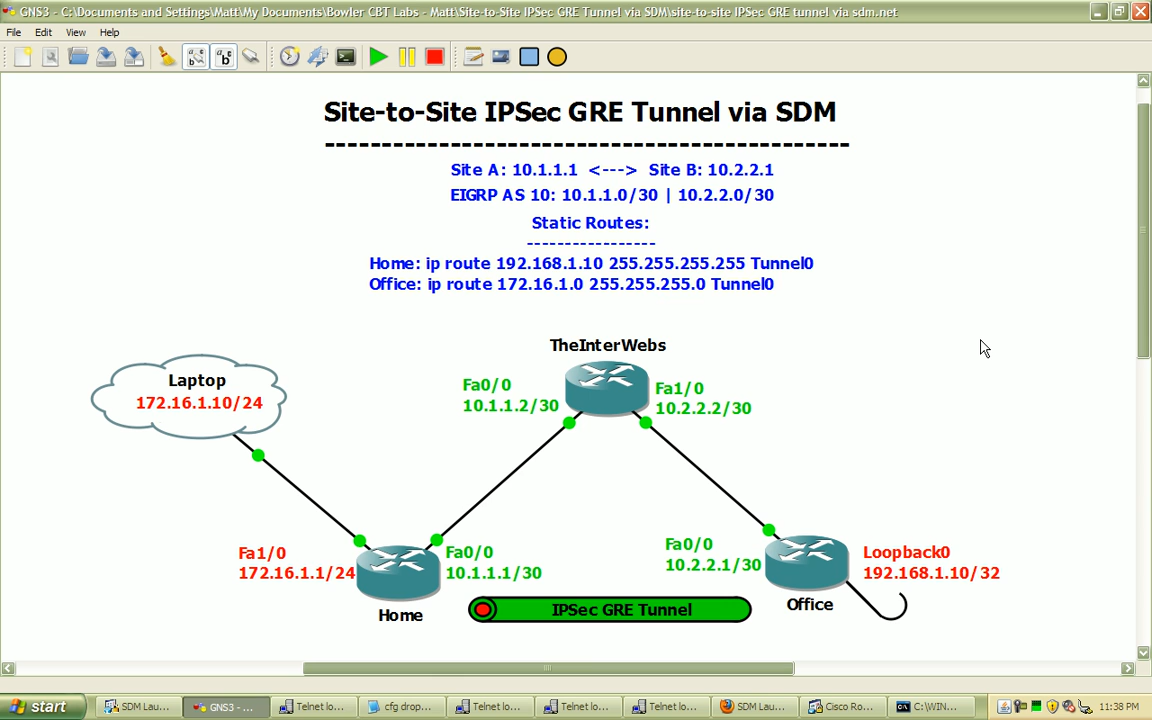 GNS3 - C:\Documents and Settings\Matt\My Documents\Bowler CBT Labs - Matt\Site-to-Site IPSec GRE Tunnel via SDM\site-to-site IPSec GRE tunnel via sdm.net
File Edit View Help
Site-to-Site IPSec GRE Tunnel via SDM
------------------------------------------
Site A: 10.1.1.1 <---> Site B: 10.2.2.1
EIGRP AS 10: 10.1.1.0/30 | 10.2.2.0/30
Static Routes:
-----------------
Home: ip route 192.168.1.10 255.255.255.255 Tunnel0
Office: ip route 172.16.1.0 255.255.255.0 Tunnel0
TheInterWebs
Laptop
172.16.1.10/24
Fa0/0
10.1.1.2/30
Fa1/0
10.2.2.2/30
Fa1/0
172.16.1.1/24
Fa0/0
10.1.1.1/30
Fa0/0
10.2.2.1/30
Loopback0
192.168.1.10/32
Home
IPSec GRE Tunnel
Office
start SDM Lau... GNS3 - ... Telnet lo... cfg drop... Telnet lo... Telnet lo... Telnet lo... SDM Lau... Cisco Ro... C:\WIN... 11:38 PM